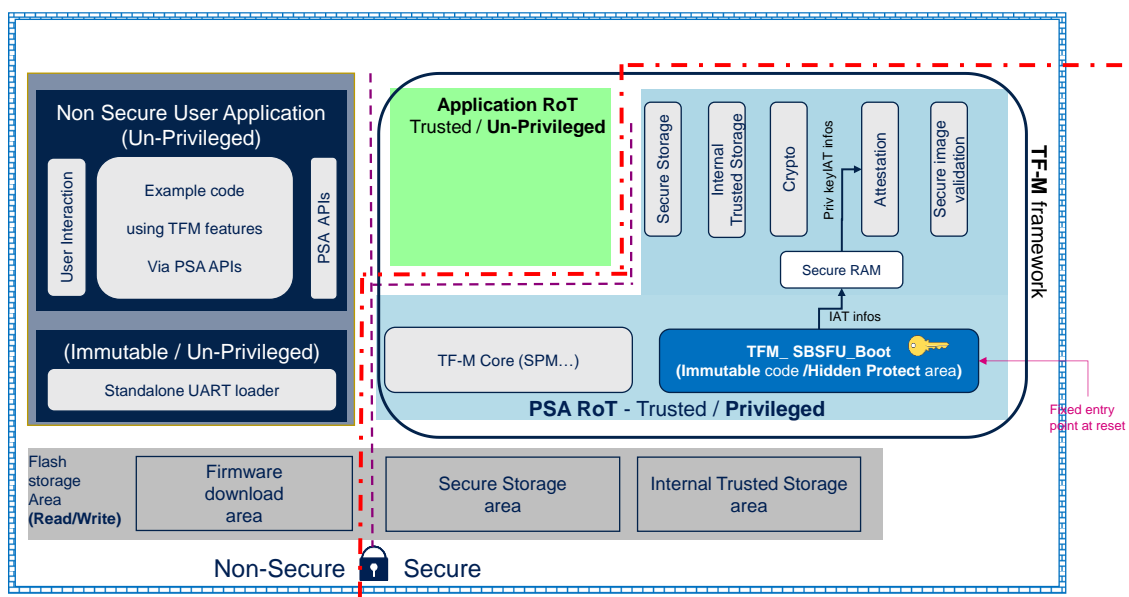 Non Secure User Application
(Un-Privileged)
User Interaction
Example code
using TFM features
Via PSA APIs
PSA APIs
(Immutable / Un-Privileged)
Standalone UART loader
Application RoT
Trusted / Un-Privileged
Secure Storage
Internal
Trusted Storage
Crypto
Priv keyIAT infos
Attestation
Secure image
validation
Secure RAM
IAT infos
TF-M framework
TF-M Core (SPM…)
TFM_ SBSFU_Boot
(Immutable code /Hidden Protect area)
PSA RoT - Trusted / Privileged
Fixed entry
point at reset
Flash
storage
Area
(Read/Write)
Firmware
download
area
Secure Storage
area
Internal Trusted Storage
area
Non-Secure
Secure